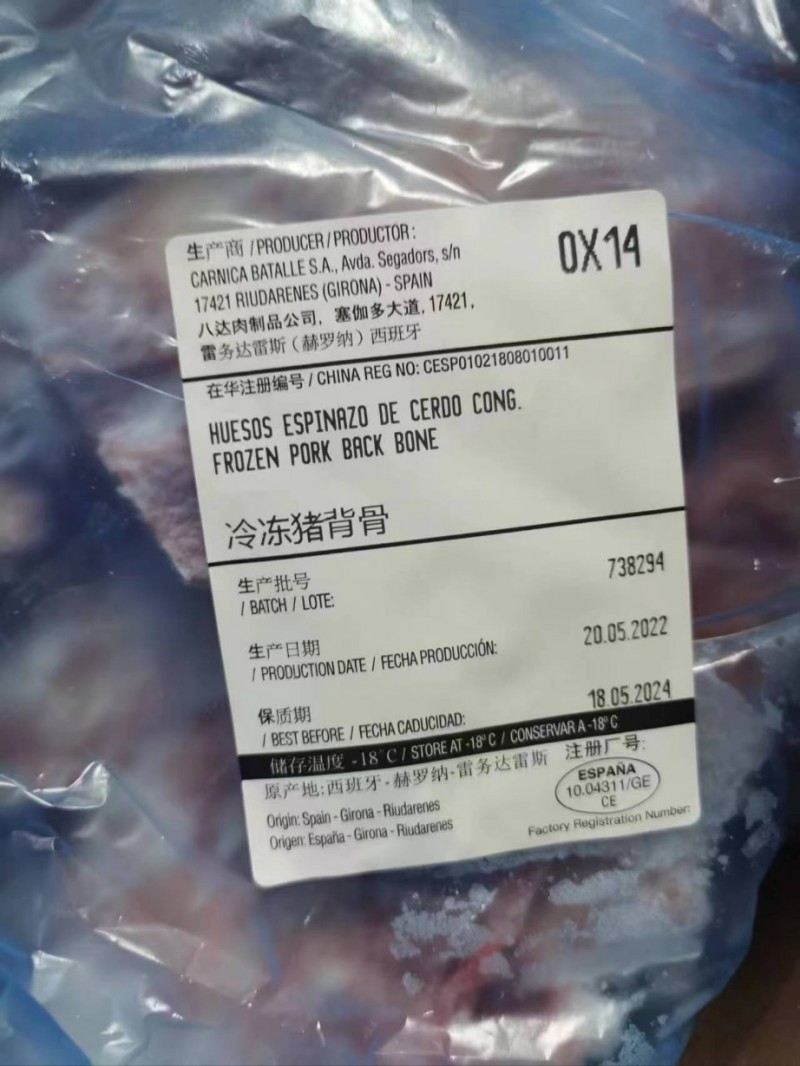 生产商 / PRODUCER / PRODUCTOR:
CARNICA BATALLE S.A., Avda. Segadors, s/n
17421 RIUDARENES (GIRONA) - SPAIN
八达肉制品公司, 塞伽多大道, 17421,
雷务达雷斯（赫罗纳）西班牙
0X14
在华注册编号 / CHINA REG NO: CESP01021808010011
HUESOS ESPINAZO DE CERDO CONG.
FROZEN PORK BACK BONE
冷冻猪背骨
生产批号
/ BATCH / LOTE:
738294
生产日期
/ PRODUCTION DATE / FECHA PRODUCCIÓN:
20.05.2022
保质期
/ BEST BEFORE / FECHA CADUCIDAD:
18.05.2024
储存温度 -18°C / STORE AT -18º C / CONSERVAR A -18º C
原产地:西班牙-赫罗纳-雷务达雷斯
Origin: Spain - Girona - Riudarenes
Origen: España - Girona - Riudarenes
注册厂号:
ESPAÑA
10.04311/GE
CE
Factory Registration Number: